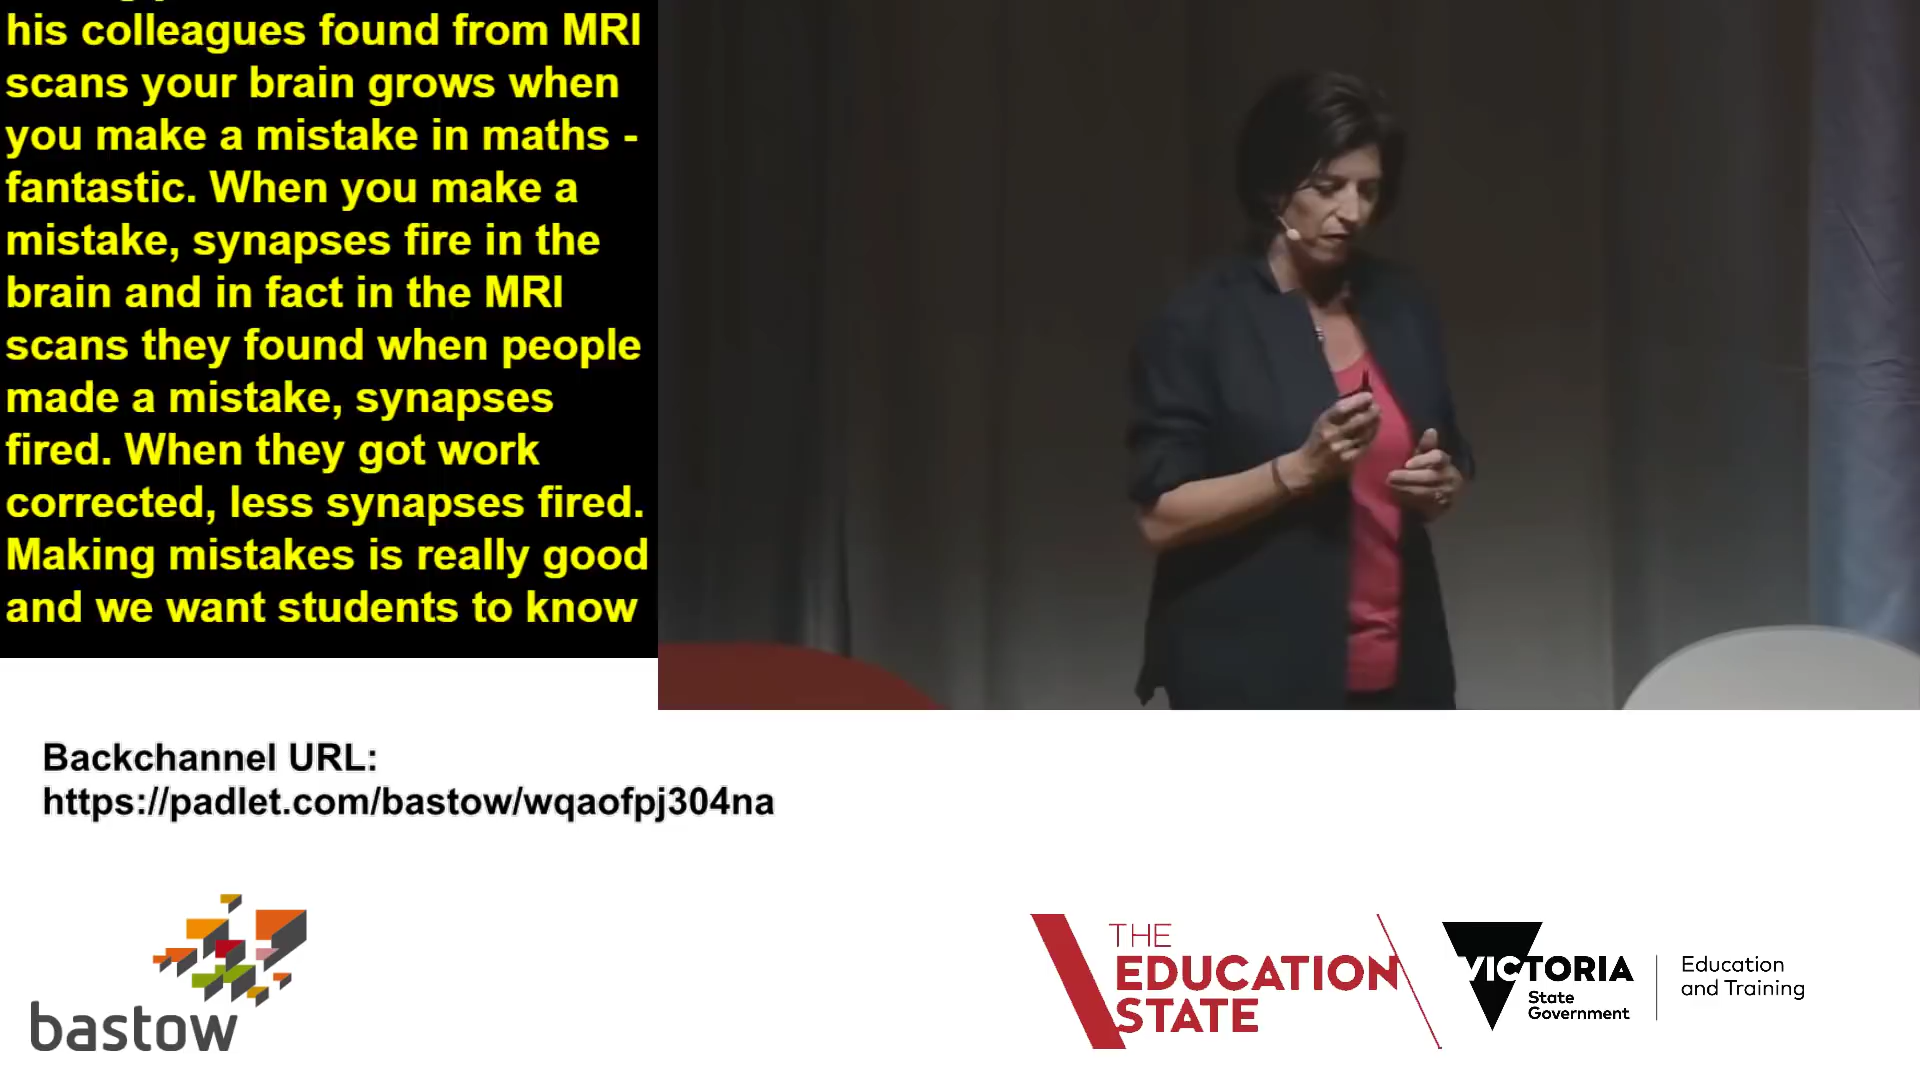 his colleagues found from MRI
scans your brain grows when
you make a mistake in maths -
fantastic. When you make a
mistake, synapses fire in the
brain and in fact in the MRI
scans they found when people
made a mistake, synapses
fired. When they got work
corrected, less synapses fired.
Making mistakes is really good
and we want students to know
Backchannel URL:
https://padlet.com/bastow/wqaofpj304na
bastow
THE
EDUCATION
STATE
VICTORIA
State
Government
Education
and Training